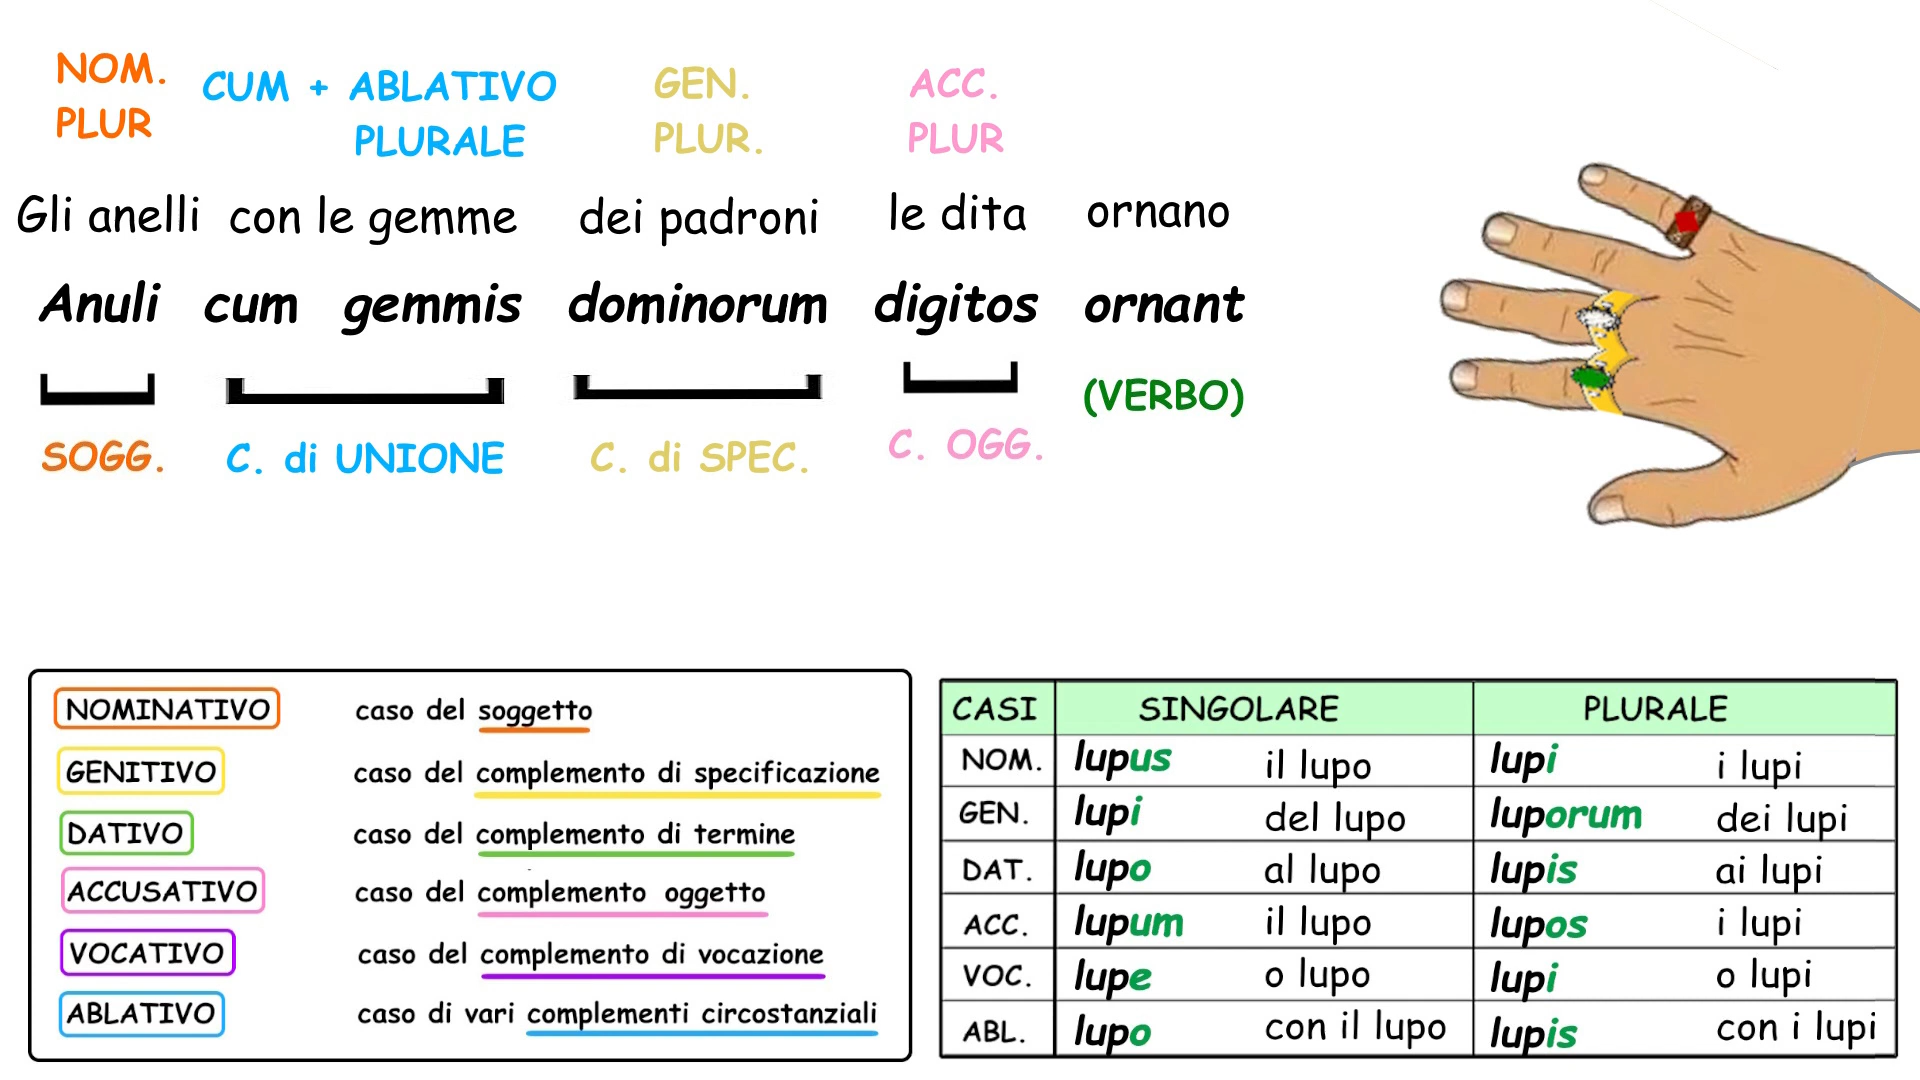 NOM. CUM + ABLATIVO GEN. ACC.
PLUR PLURALE PLUR. PLUR
Gli anelli con le gemme dei padroni le dita ornano
Anuli cum gemmis dominorum digitos ornant
(VERBO)
SOGG. C. di UNIONE C. di SPEC. C. OGG.
NOMINATIVO caso del soggetto
GENITIVO caso del complemento di specificazione
DATIVO caso del complemento di termine
ACCUSATIVO caso del complemento oggetto
VOCATIVO caso del complemento di vocazione
ABLATIVO caso di vari complementi circostanziali
CASI SINGOLARE PLURALE
NOM. lupus il lupo lupi i lupi
GEN. lupi del lupo luporum dei lupi
DAT. lupo al lupo lupis ai lupi
ACC. lupum il lupo lupos i lupi
VOC. lupe o lupo lupi o lupi
ABL. lupo con il lupo lupis con i lupi